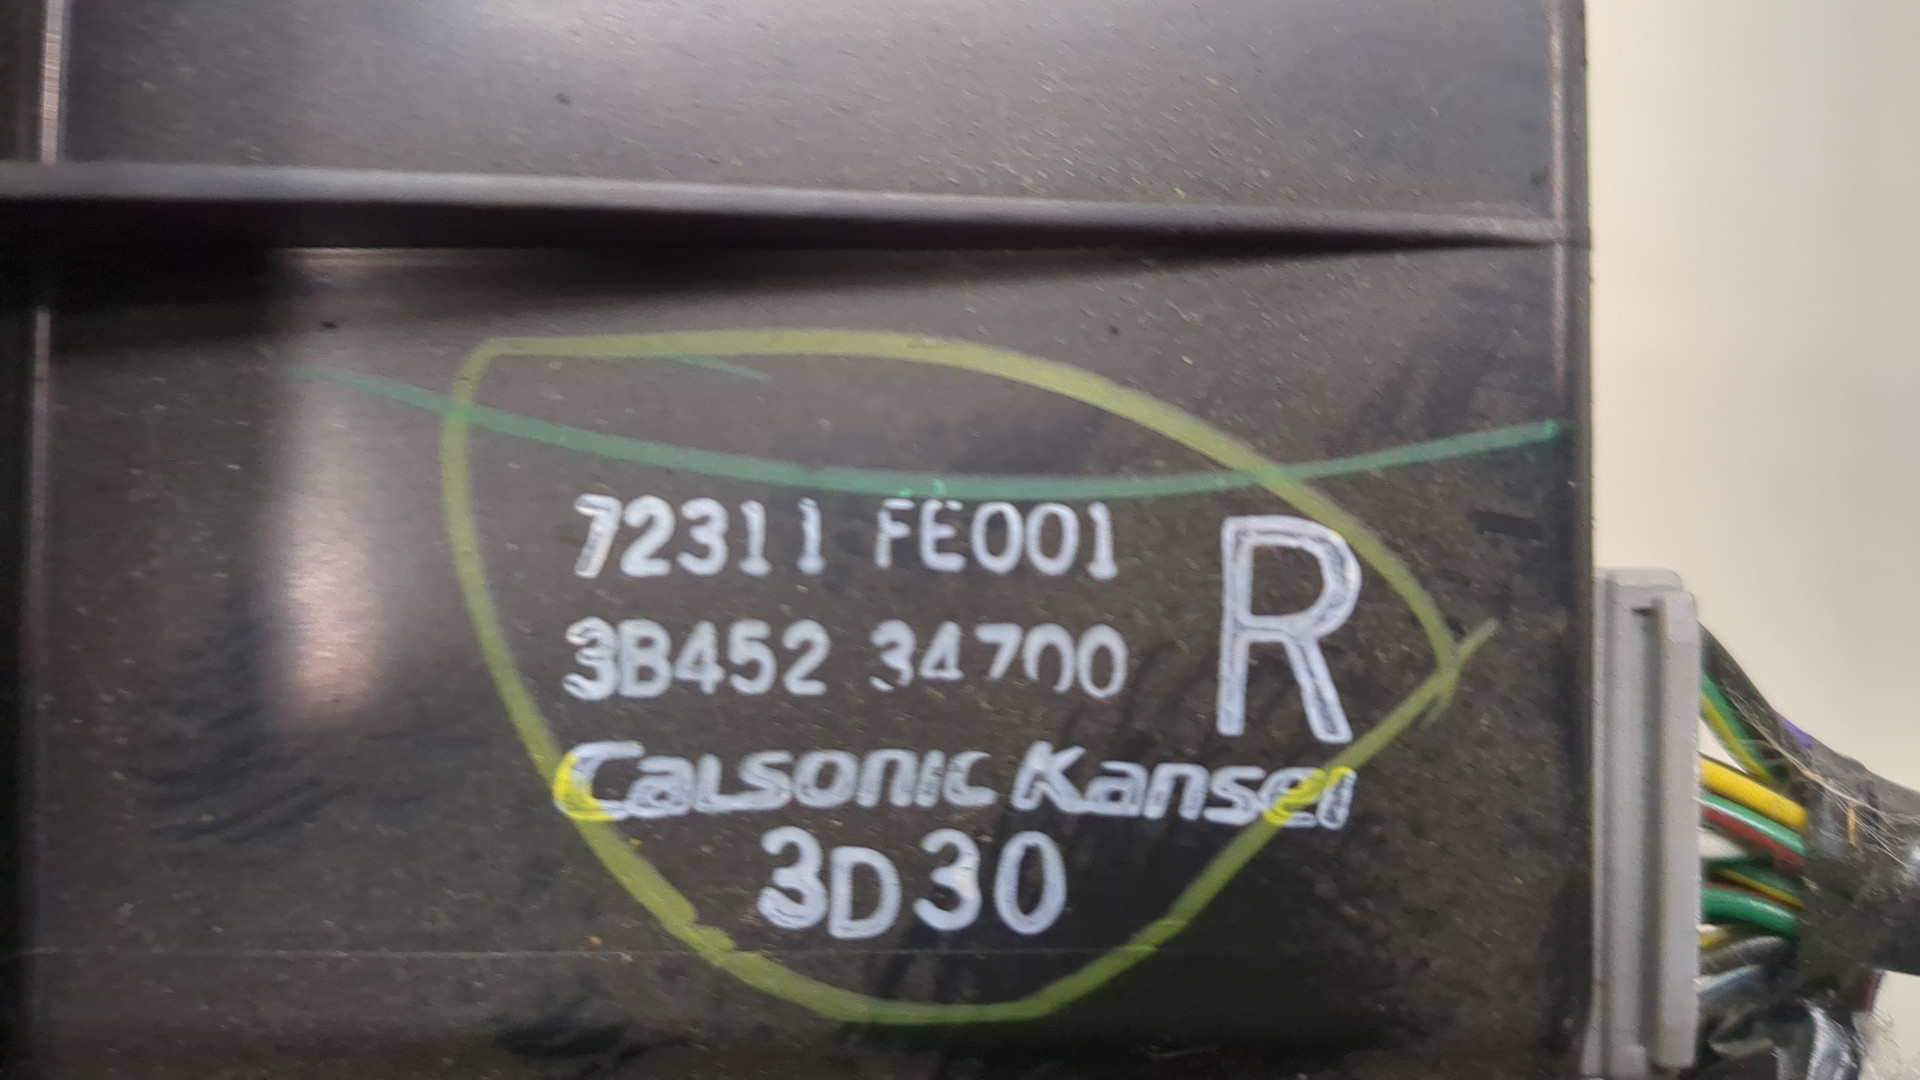 72311 FE001
R
3B452 34700
Calsonic Kansei
3D30